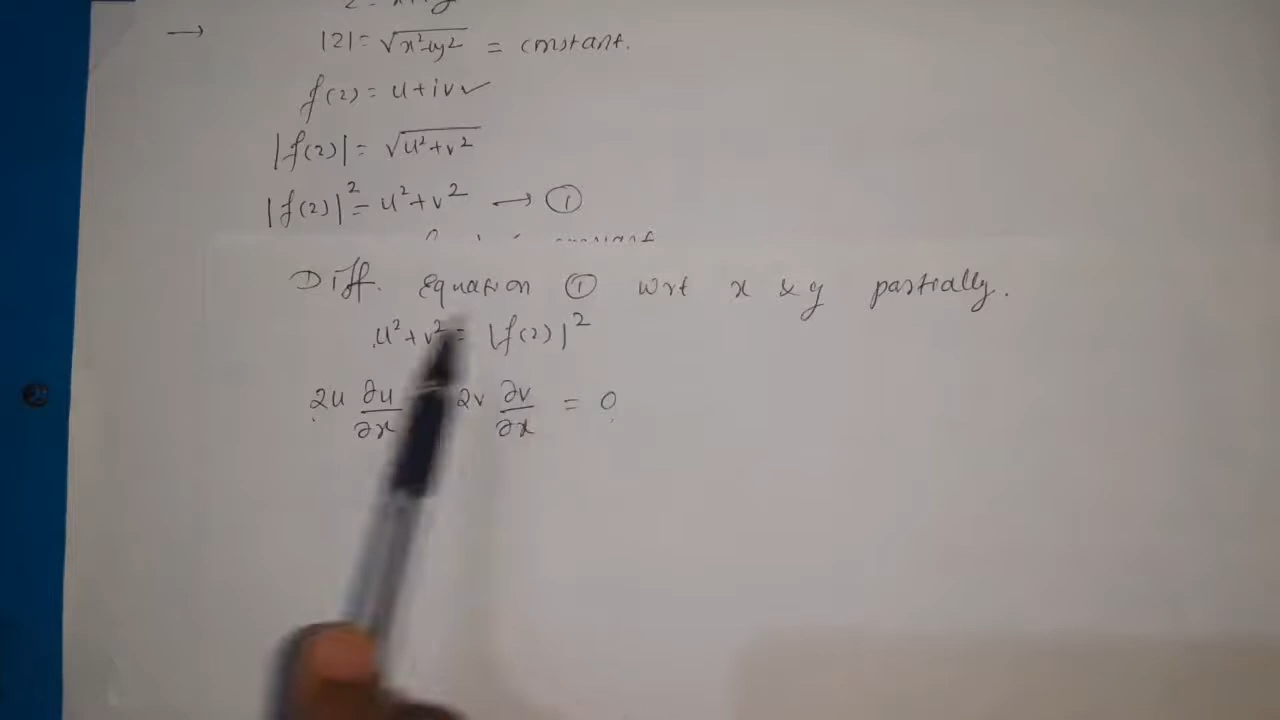 → |z| = √x²+y² = constant.
f(z) = u + iv ✓
|f(z)| = √u²+v²
|f(z)|² = u² + v² → ①
Diff. Equation ① wrt x & y partially.
u² + v² = |f(z)|²
2u ∂u/∂x 2v ∂v/∂x = 0